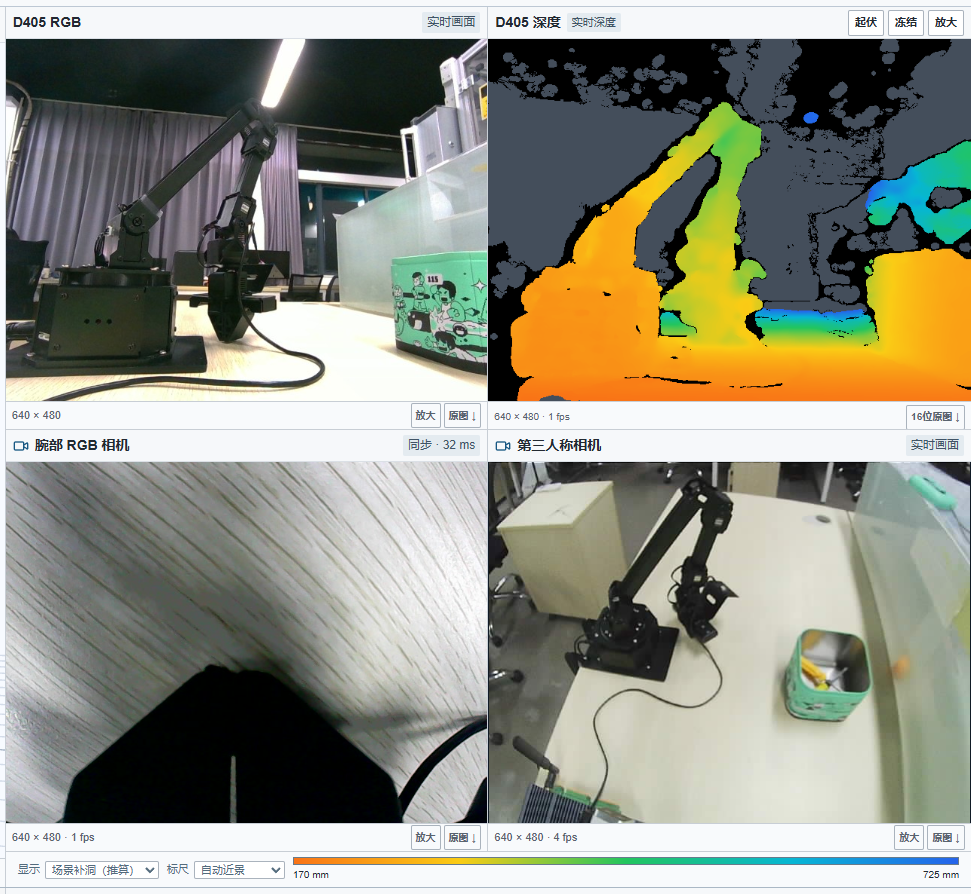 D405 RGB 实时画面
D405 深度 实时深度 起伏 冻结 放大
115
640 × 480 放大 原图 ↓
640 × 480 · 1 fps 16位原图 ↓
腕部 RGB 相机 同步 · 32 ms
第三人称相机 实时画面
640 × 480 · 1 fps 放大 原图 ↓
640 × 480 · 4 fps 放大 原图 ↓
显示 场景补洞（推算） 标尺 自动近景
170 mm 725 mm